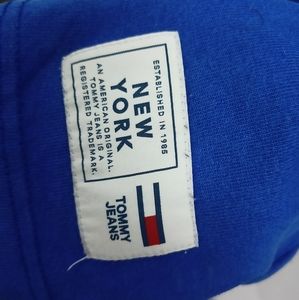 ESTABLISHED IN 1985
NEW
YORK
AN AMERICAN ORIGINAL.
TOMMY JEANS IS A
REGISTERED TRADEMARK.
TOMMY
JEANS